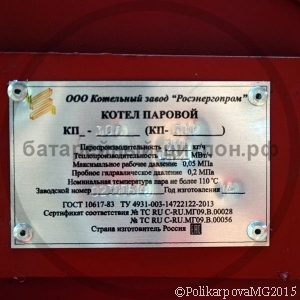 ООО Котельный завод "Росэнергопром"
КОТЕЛ ПАРОВОЙ
КП_- (КП- )
Паропроизводительность кг/ч
Теплопроизводительность МВт/ч
Максимальное рабочее давление 0,05 МПа
Пробное гидравлическое давление 0,2 МПа
Номинальная температура пара не более 110 °C
Заводской номер Год изготовления
ГОСТ 10617-83 ТУ 4931-003-14722122-2013
Сертификат соответствия № ТС RU C-RU.МГ09.В.00028
№ ТС RU C-RU.МГ09.В.00056
Страна изготовитель Россия
©PolikarpovaMG2015